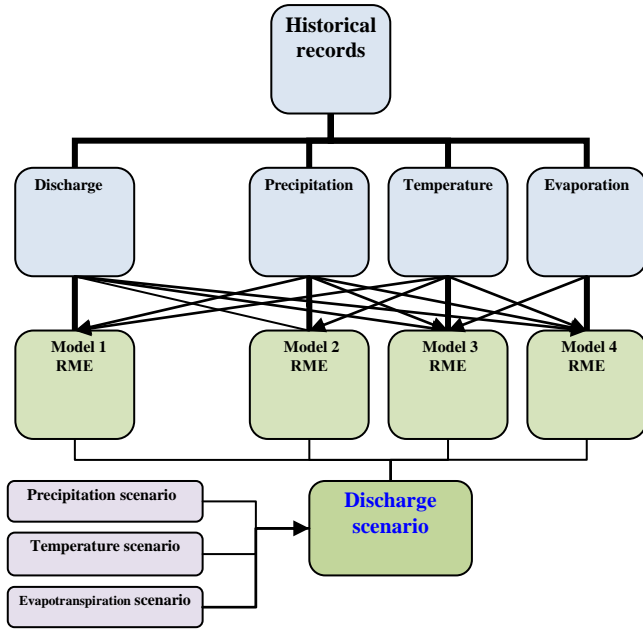 Historical
records
Discharge
Precipitation
Temperature
Evaporation
Model 1
RME
Model 2
RME
Model 3
RME
Model 4
RME
Precipitation scenario
Temperature scenario
Evapotranspiration scenario
Discharge
scenario